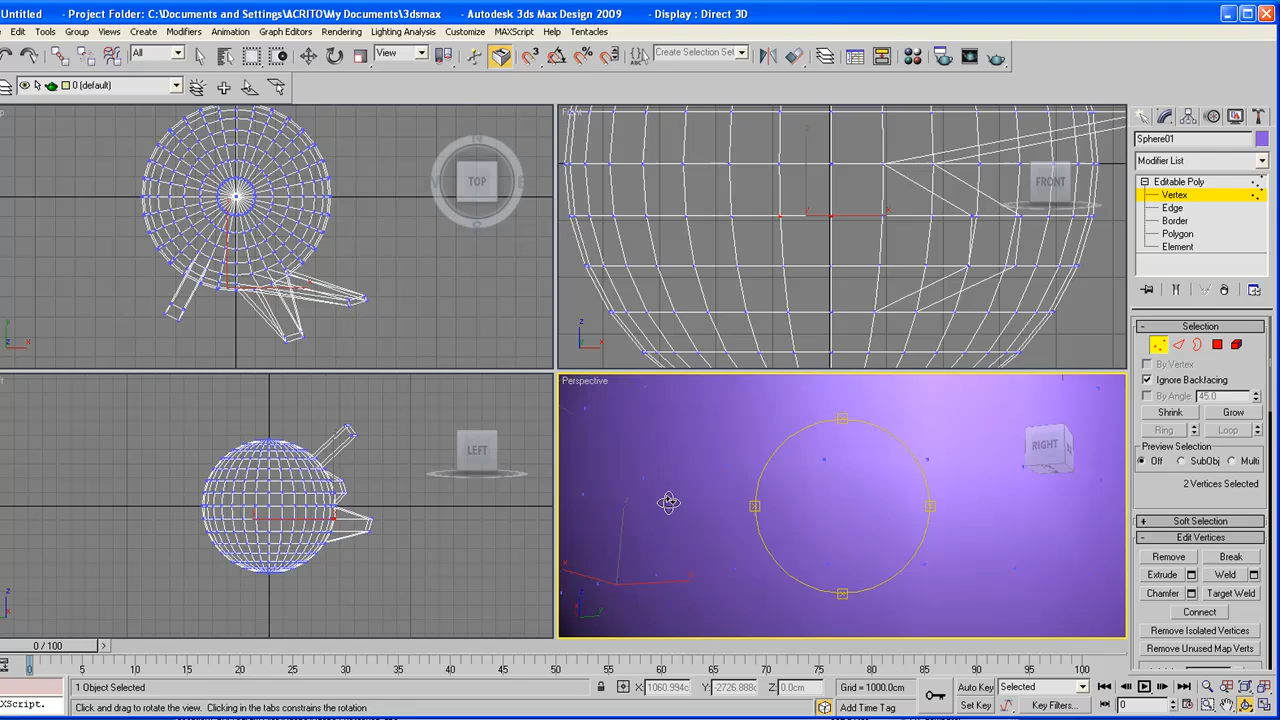 Untitled - Project Folder: C:\Documents and Settings\ACRITO\My Documents\3dsmax - Autodesk 3ds Max Design 2009 - Display : Direct 3D
Edit Tools Group Views Create Modifiers Animation Graph Editors Rendering Lighting Analysis Customize MAXScript Help Tentacles
All View Create Selection Set
0 (default)
TOP
FRONT
Sphere01
Modifier List
Editable Poly
Vertex
Edge
Border
Polygon
Element
Selection
By Vertex
Ignore Backfacing
By Angle: 45.0
Shrink Grow
Ring Loop
Preview Selection
Off SubObj Multi
2 Vertices Selected
Soft Selection
Edit Vertices
Remove Break
Extrude Weld
Chamfer Target Weld
Connect
Remove Isolated Vertices
Remove Unused Map Verts
LEFT
Perspective
RIGHT
0 / 100
0 5 10 15 20 25 30 35 40 45 50 55 60 65 70 75 80 85 90 95 100
1 Object Selected X: 1060.994c Y: -2726.888c Z: 0.0cm Grid = 1000.0cm Auto Key Selected
XScript. Click and drag to rotate the view. Clicking in the tabs constrains the rotation Add Time Tag Set Key Key Filters... 0